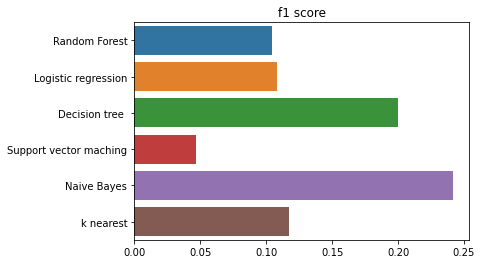 f1 score
Random Forest
Logistic regression
Decision tree
Support vector maching
Naive Bayes
k nearest
0.00 0.05 0.10 0.15 0.20 0.25